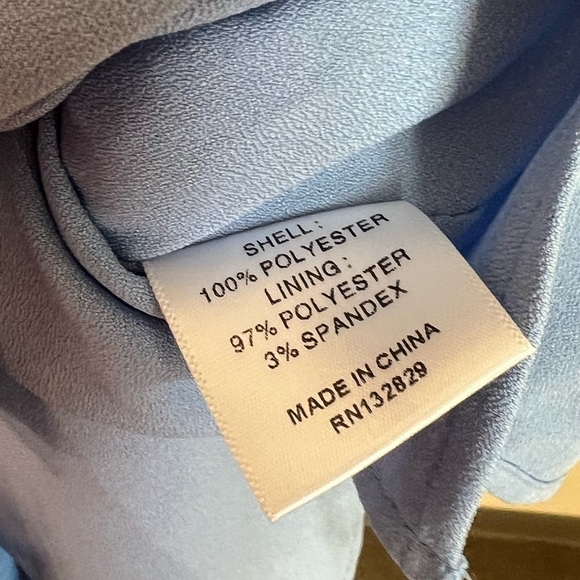 SHELL:
100% POLYESTER
LINING:
97% POLYESTER
3% SPANDEX
MADE IN CHINA
RN132829